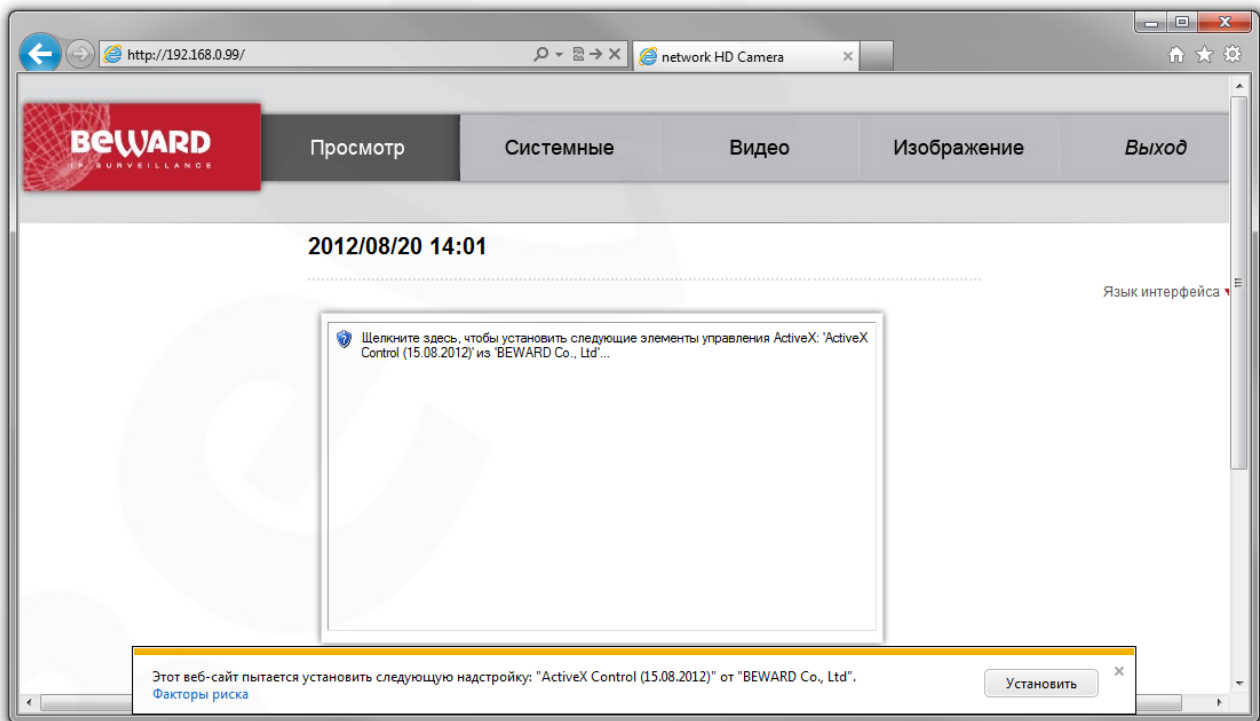 http://192.168.0.99/
network HD Camera
BEWARD
IP SURVEILLANCE
Просмотр
Системные
Видео
Изображение
Выход
2012/08/20 14:01
Язык интерфейса
Щелкните здесь, чтобы установить следующие элементы управления ActiveX: 'ActiveX
Control (15.08.2012)' из 'BEWARD Co., Ltd'...
Этот веб-сайт пытается установить следующую надстройку: "ActiveX Control (15.08.2012)" от "BEWARD Co., Ltd".
Факторы риска
Установить